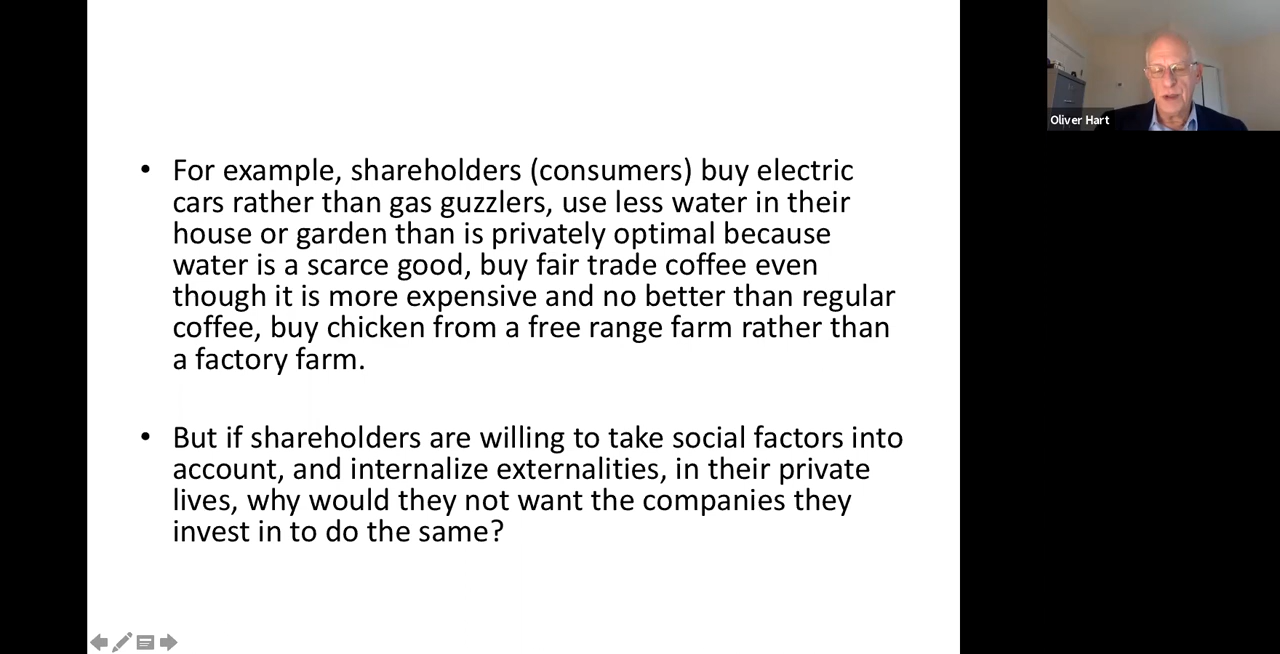 • For example, shareholders (consumers) buy electric
cars rather than gas guzzlers, use less water in their
house or garden than is privately optimal because
water is a scarce good, buy fair trade coffee even
though it is more expensive and no better than regular
coffee, buy chicken from a free range farm rather than
a factory farm.
• But if shareholders are willing to take social factors into
account, and internalize externalities, in their private
lives, why would they not want the companies they
invest in to do the same?
Oliver Hart